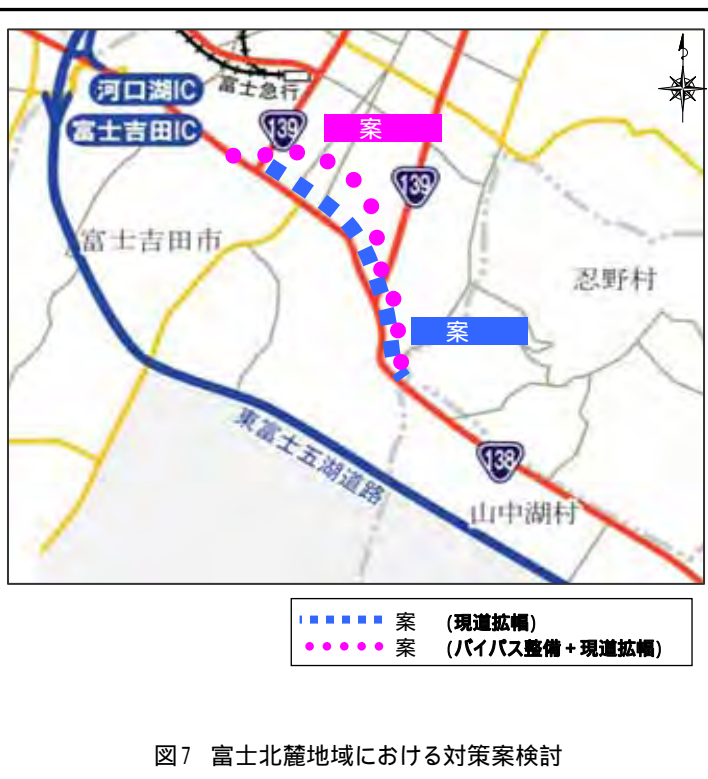 河口湖IC
富士急行
富士吉田IC
139
案
139
富士吉田市
忍野村
案
東富士五湖道路
138
山中湖村
案 (現道拡幅)
案 (バイパス整備+現道拡幅)
図7 富士北麓地域における対策案検討